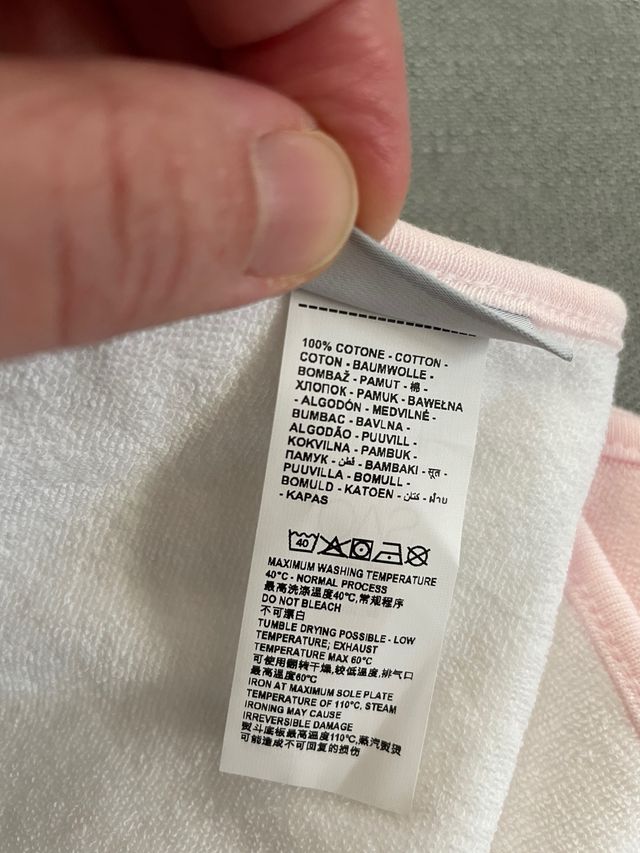 100% COTONE - COTTON -
COTON - BAUMWOLLE -
BOMBAŽ - PAMUT - 棉 -
ХЛОПОК - PAMUK - BAWEŁNA
- ALGODÓN - MEDVILNĖ -
BUMBAC - BAVLNA -
ALGODÃO - PUUVILL -
KOKVILNA - PAMBUK -
ПАМУК - قطن - BAMBAKI - सूत -
PUUVILLA - BOMULL -
BOMULD - KATOEN - كتان - ฝ้าย
- KAPAS
40
MAXIMUM WASHING TEMPERATURE
40°C - NORMAL PROCESS
最高洗涤温度40℃,常规程序
DO NOT BLEACH
不可漂白
TUMBLE DRYING POSSIBLE - LOW
TEMPERATURE; EXHAUST
TEMPERATURE MAX 60°C
可使用翻转干燥,较低温度,排气口
最高温度60℃
IRON AT MAXIMUM SOLE PLATE
TEMPERATURE OF 110°C, STEAM
IRONING MAY CAUSE
IRREVERSIBLE DAMAGE
熨斗底板最高温度110℃,蒸汽熨烫
可能造成不可回复的损伤